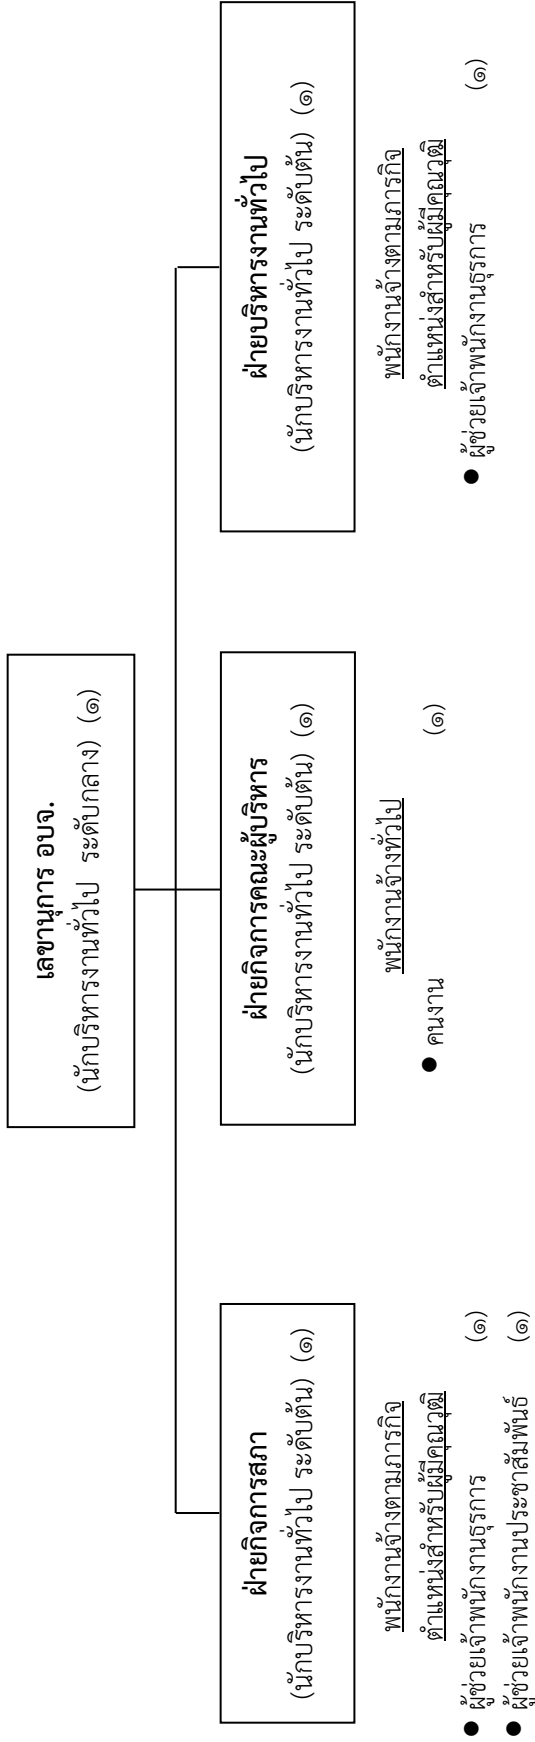 เลขานุการ อบจ.
(นักบริหารงานทั่วไป ระดับกลาง) (๑)
ฝ่ายกิจการสภา
(นักบริหารงานทั่วไป ระดับต้น) (๑)
พนักงานจ้างตามภารกิจ
ตำแหน่งสำหรับผู้มีคุณวุฒิ
● ผู้ช่วยเจ้าพนักงานธุรการ (๑)
● ผู้ช่วยเจ้าพนักงานประชาสัมพันธ์ (๑)
ฝ่ายกิจการคณะผู้บริหาร
(นักบริหารงานทั่วไป ระดับต้น) (๑)
พนักงานจ้างทั่วไป
● คนงาน (๑)
ฝ่ายบริหารงานทั่วไป
(นักบริหารงานทั่วไป ระดับต้น) (๑)
พนักงานจ้างตามภารกิจ
ตำแหน่งสำหรับผู้มีคุณวุฒิ
● ผู้ช่วยเจ้าพนักงานธุรการ (๑)